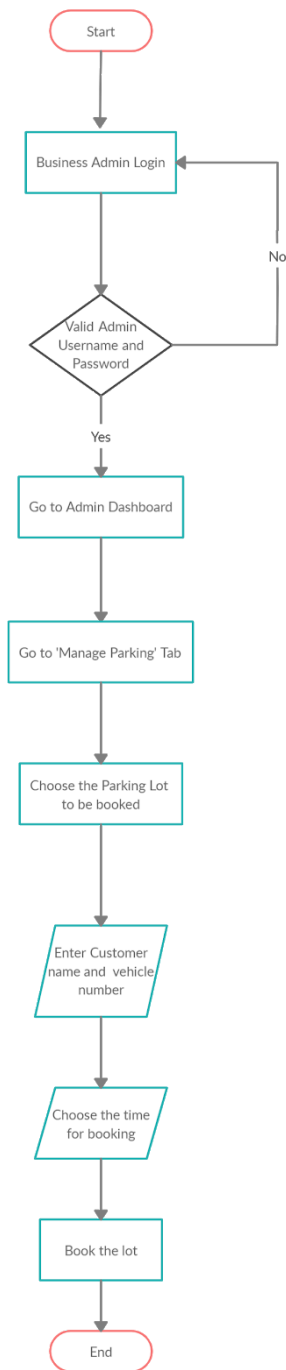 Start
Business Admin Login
No
Valid Admin
Username and
Password
Yes
Go to Admin Dashboard
Go to 'Manage Parking' Tab
Choose the Parking Lot
to be booked
Enter Customer
name and vehicle
number
Choose the time
for booking
Book the lot
End